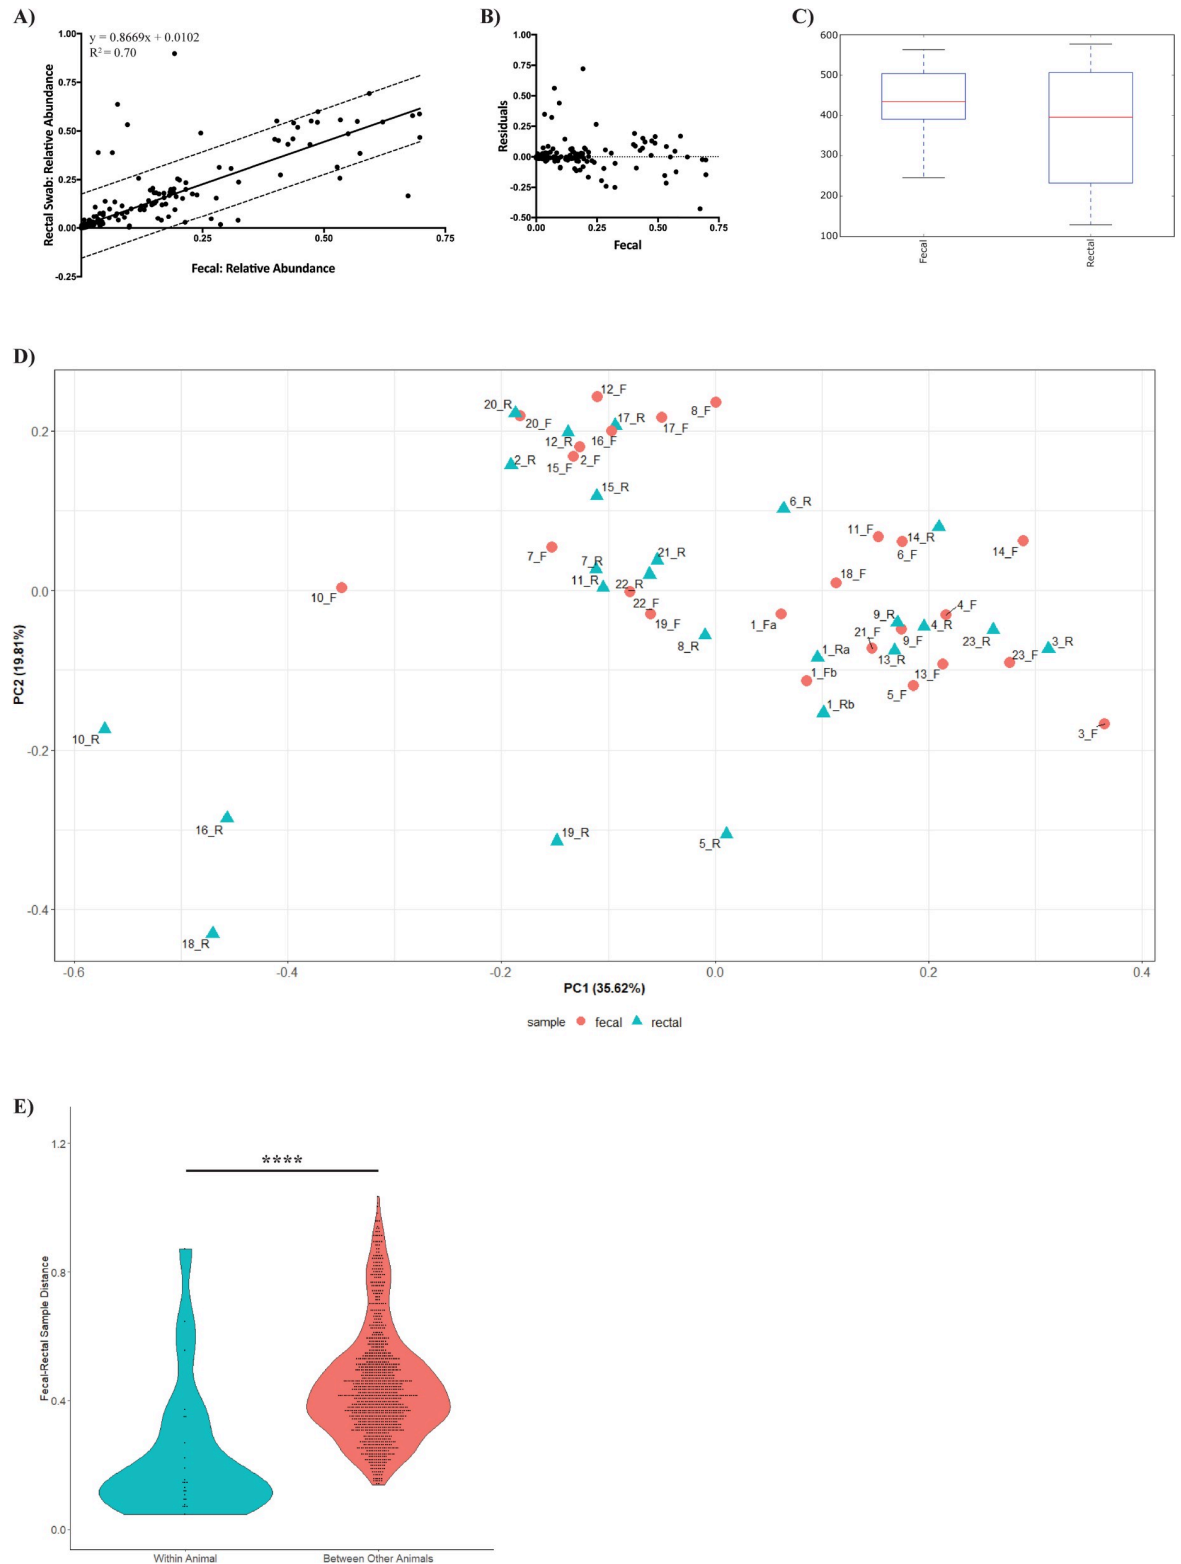 A)
y = 0.8669x + 0.0102
R² = 0.70
1.00
0.75
0.50
0.25
0.00
-0.25
0.25
0.50
0.75
Rectal Swab: Relative Abundance
Fecal: Relative Abundance
B)
1.00
0.75
0.50
0.25
0.00
-0.25
-0.50
0.00
0.25
0.50
0.75
Residuals
Fecal
C)
600
500
400
300
200
100
Fecal
Rectal
D)
12_F
20_R
20_F
17_R
8_F
17_F
12_R
16_F
2_R
15_F
2_F
15_R
6_R
11_F
14_R
6_F
14_F
7_F
7_R
21_R
11_R
22_R
18_F
10_F
22_F
19_F
1_Fa
4_F
9_R
4_R
21_F
9_F
23_R
3_R
8_R
1_Ra
13_R
23_F
1_Fb
13_F
5_F
1_Rb
3_F
10_R
16_R
19_R
5_R
18_R
0.2
0.0
-0.2
-0.4
PC2 (19.81%)
-0.6
-0.4
-0.2
0.0
0.2
0.4
PC1 (35.62%)
sample fecal rectal
E)
1.2
0.8
0.4
0.0
Fecal-Rectal Sample Distance
****
Within Animal
Between Other Animals